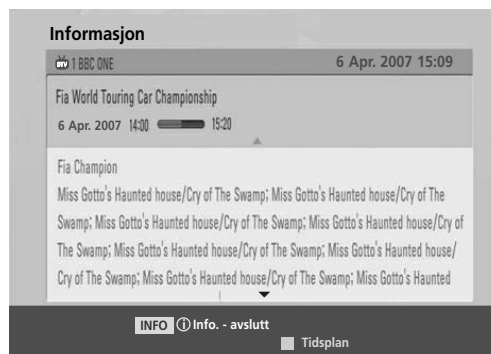 Informasjon
DTV 1 BBC ONE 6 Apr. 2007 15:09
Fia World Touring Car Championship
6 Apr. 2007 14:00 15:20
Fia Champion
Miss Gotto's Haunted house/Cry of The Swamp; Miss Gotto's Haunted house/Cry of The
Swamp; Miss Gotto's Haunted house/Cry of The Swamp; Miss Gotto's Haunted house/Cry of
The Swamp; Miss Gotto's Haunted house/Cry of The Swamp; Miss Gotto's Haunted house/
Cry of The Swamp; Miss Gotto's Haunted house/Cry of The Swamp; Miss Gotto's Haunted
INFO ⓘ Info. - avslutt
Tidsplan